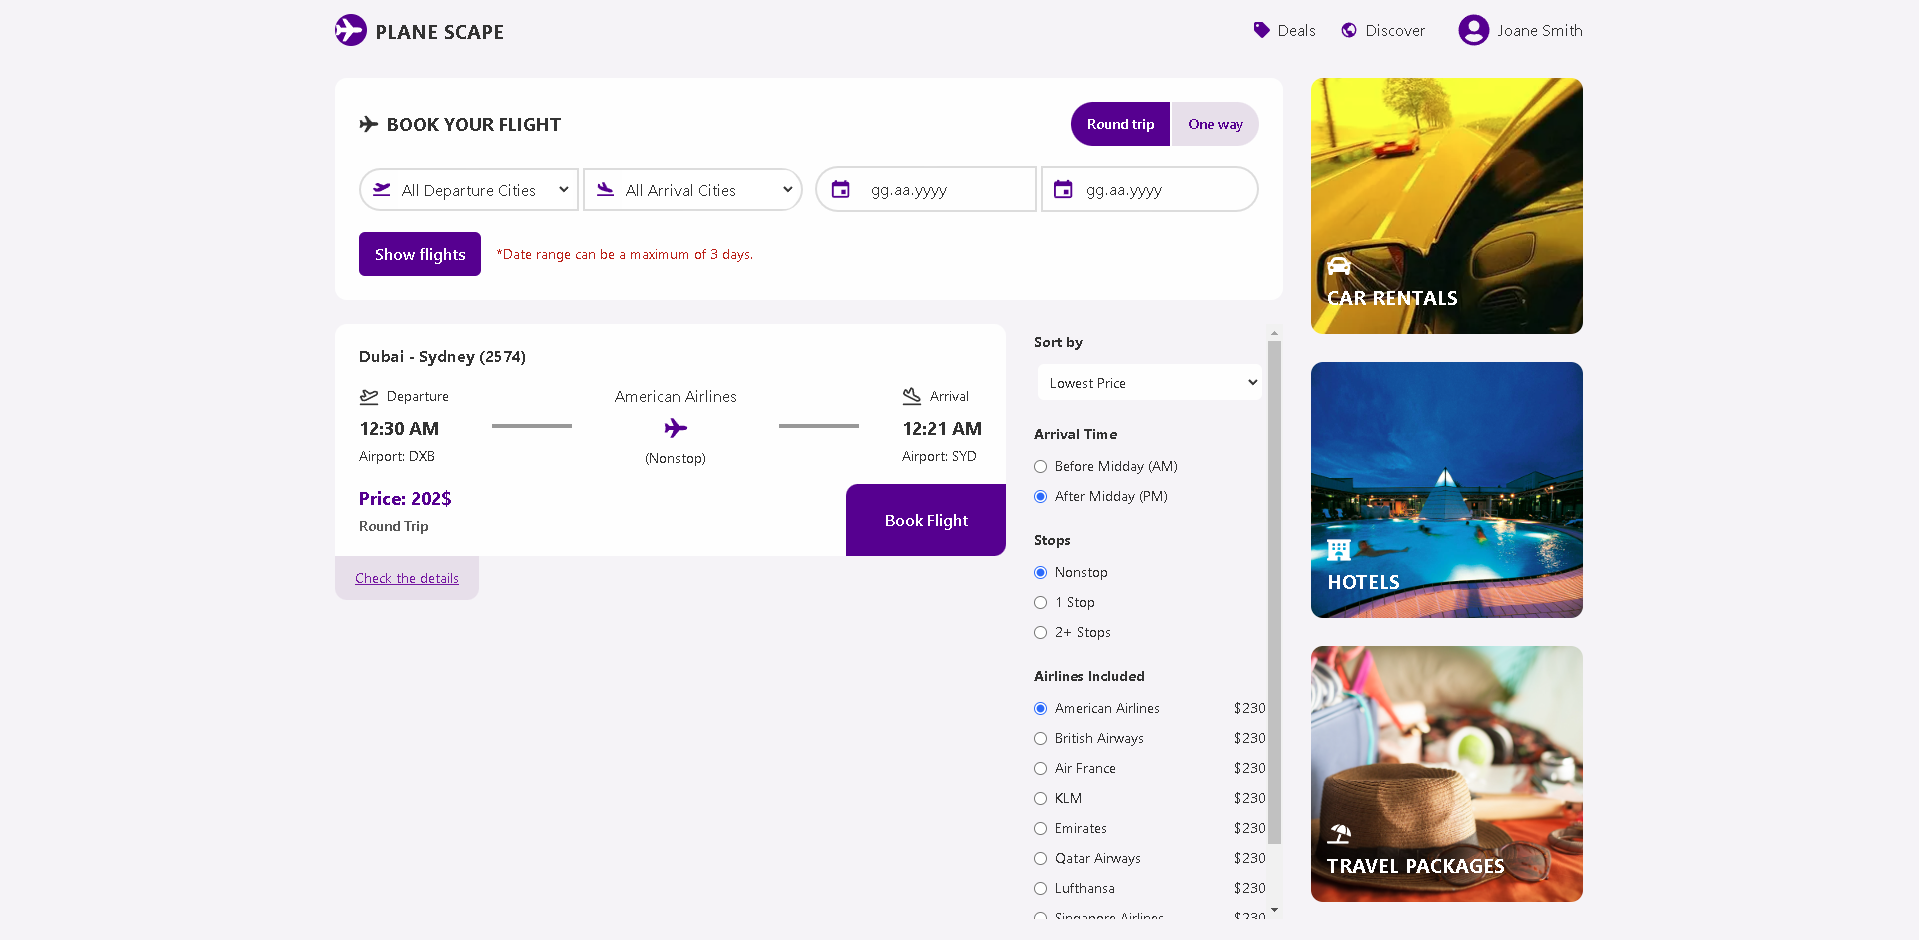 PLANE SCAPE
Deals
Discover
Joane Smith
BOOK YOUR FLIGHT
Round trip
One way
All Departure Cities
All Arrival Cities
gg.aa.yyyy
gg.aa.yyyy
Show flights
*Date range can be a maximum of 3 days.
Dubai - Sydney (2574)
Departure
American Airlines
Arrival
12:30 AM
12:21 AM
Airport: DXB
(Nonstop)
Airport: SYD
Price: 202$
Round Trip
Book Flight
Check the details
Sort by
Lowest Price
Arrival Time
Before Midday (AM)
After Midday (PM)
Stops
Nonstop
1 Stop
2+ Stops
Airlines Included
American Airlines $230
British Airways $230
Air France $230
KLM $230
Emirates $230
Qatar Airways $230
Lufthansa $230
Singapore Airlines $230
CAR RENTALS
HOTELS
TRAVEL PACKAGES